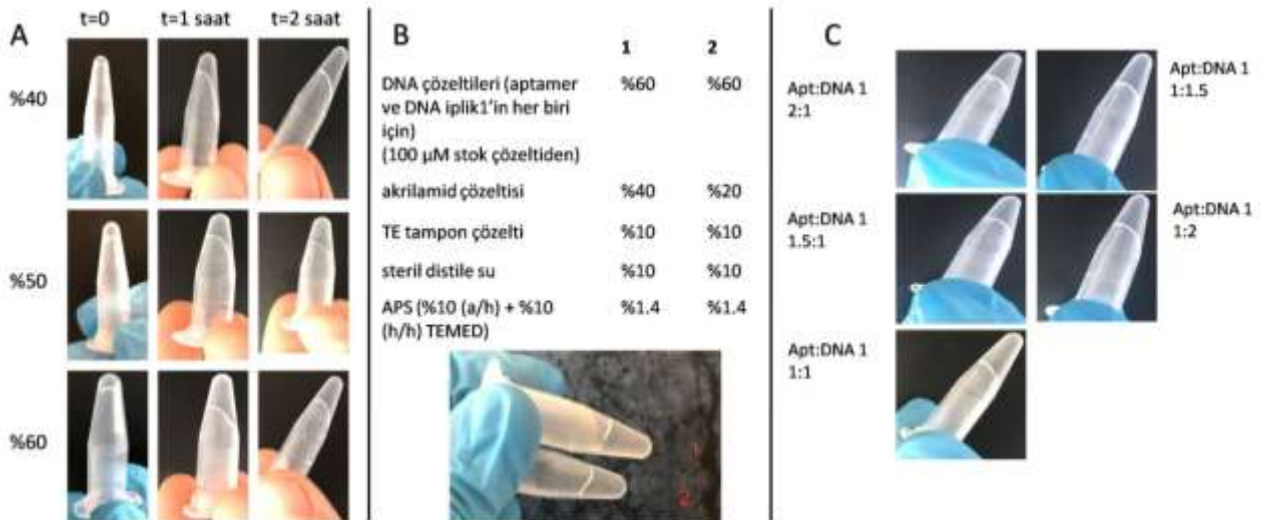 A
t=0 t=1 saat t=2 saat
%40
%50
%60
B
1 2
DNA çözeltileri (aptamer %60 %60
ve DNA iplik1'in her biri
için)
(100 µM stok çözeltiden)
akrilamid çözeltisi %40 %20
TE tampon çözelti %10 %10
steril distile su %10 %10
APS (%10 (a/h) + %10 %1.4 %1.4
(h/h) TEMED)
1
2
C
Apt:DNA 1
2:1
Apt:DNA 1
1:1.5
Apt:DNA 1
1.5:1
Apt:DNA 1
1:2
Apt:DNA 1
1:1